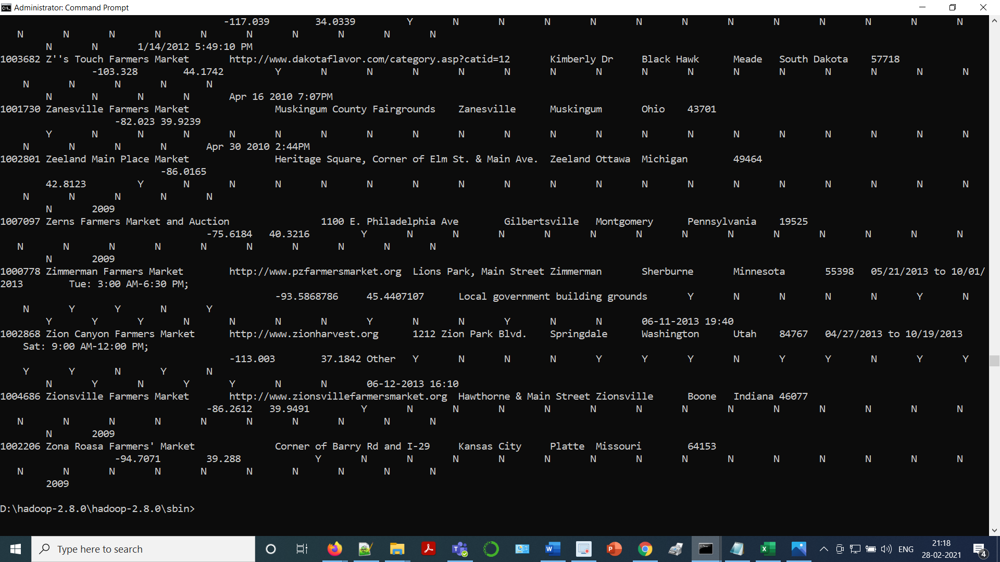 Administrator: Command Prompt
-117.039 34.0339 Y N N N N N N N N N N N N
N N N N N N N N N N
N N 1/14/2012 5:49:10 PM
1003682 Z''s Touch Farmers Market http://www.dakotaflavor.com/category.asp?catid=12 Kimberly Dr Black Hawk Meade South Dakota 57718
-103.328 44.1742 Y N N N N N N N N N N N N N N N
N N N N N
N N N N Apr 16 2010 7:07PM
1001730 Zanesville Farmers Market Muskingum County Fairgrounds Zanesville Muskingum Ohio 43701
-82.023 39.9239
Y N N N N N N N N N N N N N N N N N N N N
N N N N Apr 30 2010 2:44PM
1002801 Zeeland Main Place Market Heritage Square, Corner of Elm St. & Main Ave. Zeeland Ottawa Michigan 49464
-86.0165
42.8123 Y N N N N N N N N N N N N N N N N N N
N N N N N
N 2009
1007097 Zerns Farmers Market and Auction 1100 E. Philadelphia Ave Gilbertsville Montgomery Pennsylvania 19525
-75.6184 40.3216 Y N N N N N N N N N N N N N
N N N N N N N N N N
N 2009
1000778 Zimmerman Farmers Market http://www.pzfarmersmarket.org Lions Park, Main Street Zimmerman Sherburne Minnesota 55398 05/21/2013 to 10/01/
2013 Tue: 3:00 AM-6:30 PM;
-93.5868786 45.4407107 Local government building grounds Y N N N N Y N
N Y Y N Y
Y Y Y N N N N Y N N Y N N 06-11-2013 19:40
1002868 Zion Canyon Farmers Market http://www.zionharvest.org 1212 Zion Park Blvd. Springdale Washington Utah 84767 04/27/2013 to 10/19/2013
Sat: 9:00 AM-12:00 PM;
-113.003 37.1842 Other Y N N N Y Y Y N Y Y N Y Y
Y Y N Y N
N Y N Y Y N N 06-12-2013 16:10
1004686 Zionsville Farmers Market http://www.zionsvillefarmersmarket.org Hawthorne & Main Street Zionsville Boone Indiana 46077
-86.2612 39.9491 Y N N N N N N N N N N N N N
N N N N N N N N N N
N 2009
1002206 Zona Roasa Farmers' Market Corner of Barry Rd and I-29 Kansas City Platte Missouri 64153
-94.7071 39.288 Y N N N N N N N N N N N N N N
N N N N N N N N N N
2009
D:\hadoop-2.8.0\hadoop-2.8.0\sbin>
Type here to search
ENG
21:18
28-02-2021
4